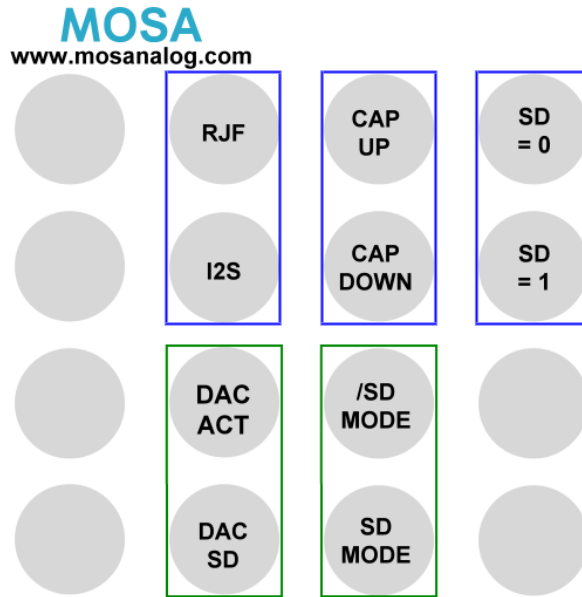 MOSA
www.mosanalog.com
RJF
CAP
UP
SD
= 0
I2S
CAP
DOWN
SD
= 1
DAC
ACT
/SD
MODE
DAC
SD
SD
MODE